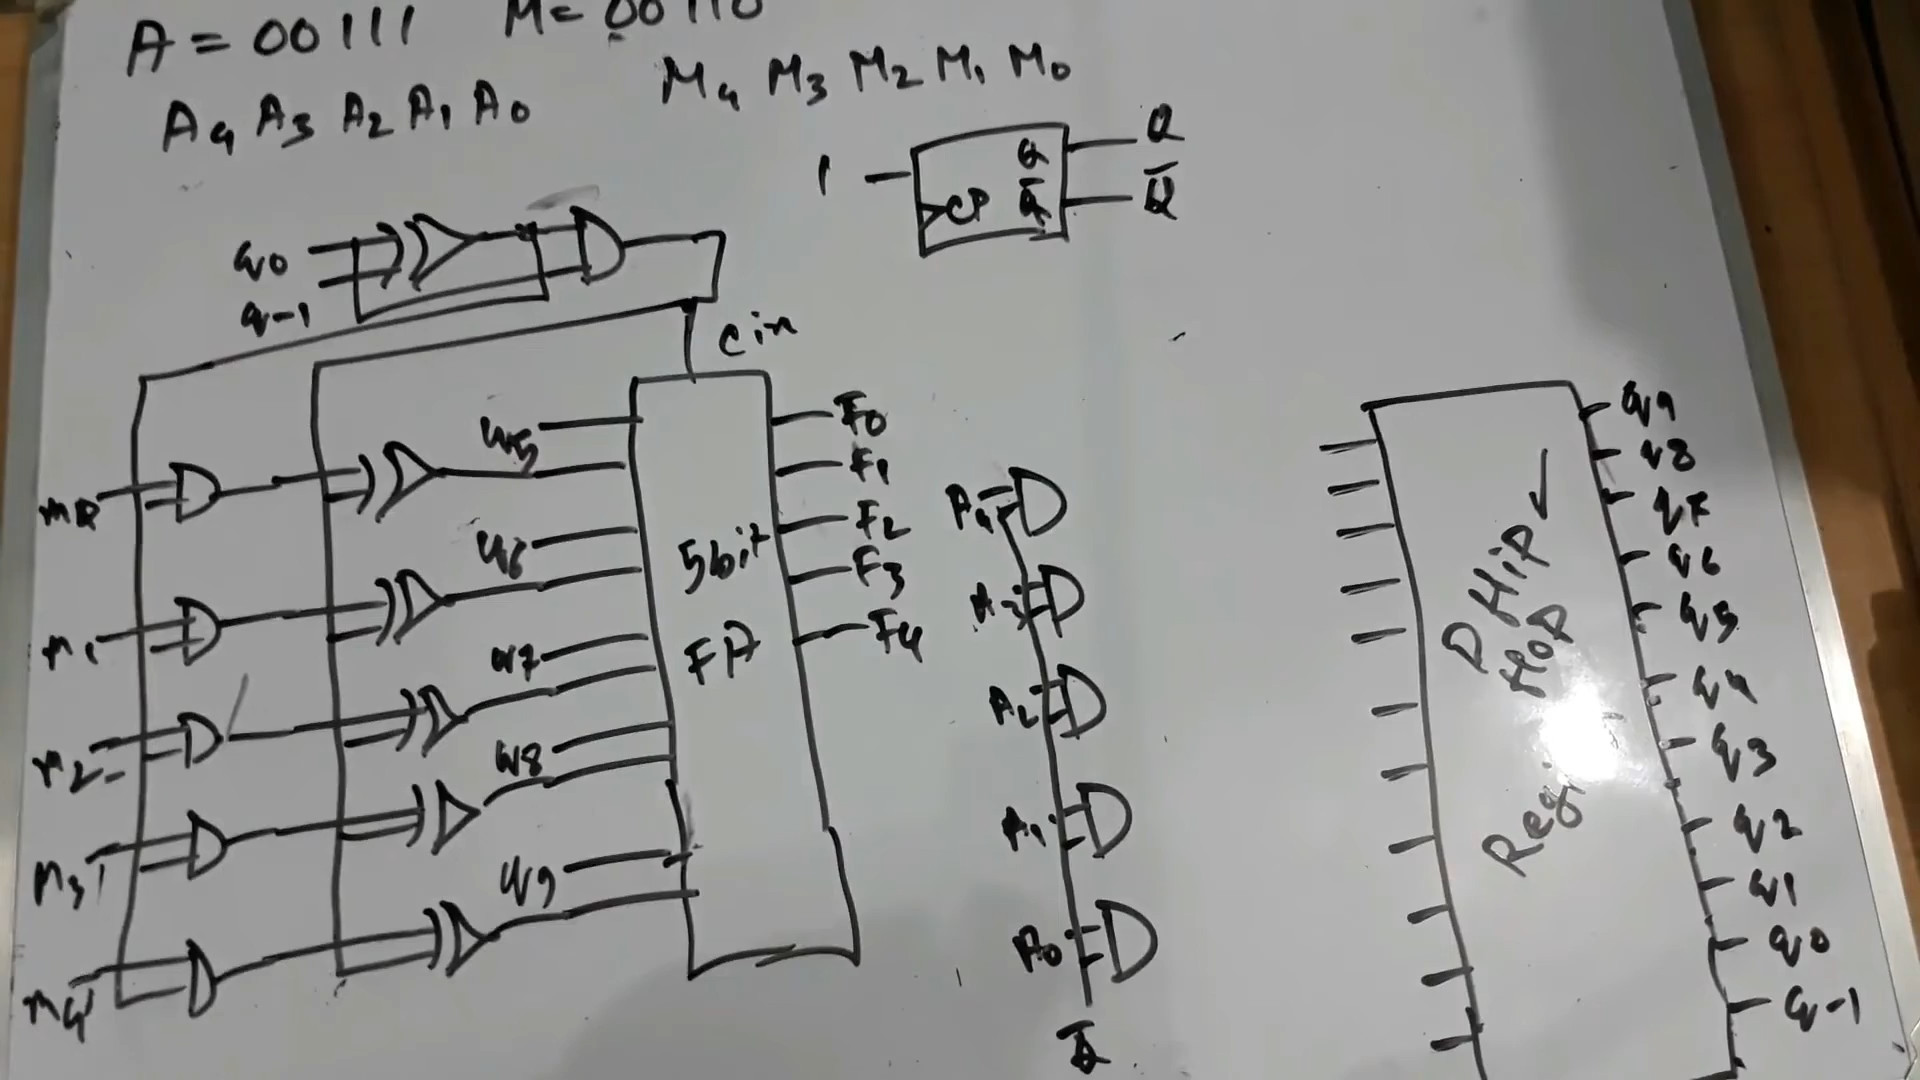 A = 00111 M = 00110
A4 A3 A2 A1 A0 M4 M3 M2 M1 M0
1 CP Q Q̅ Q Q̅
q0
q-1
cin
m0
m1
m2
m3
m4
q5
q6
q7
q8
q9
5bit
FA
F0
F1
F2
F3
F4
A4
A3
A2
A1
A0
Q̅
D flip
flop
q9
q8
q7
q6
q5
q4
q3
q2
q1
q0
q-1